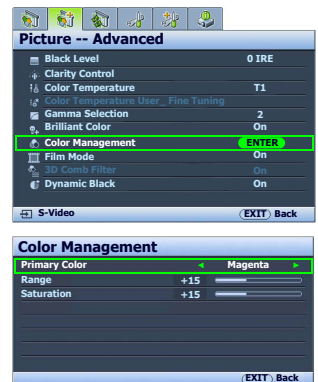 Picture -- Advanced
Black Level 0 IRE
Clarity Control
Color Temperature T1
Color Temperature User_ Fine Tuning
Gamma Selection 2
Brilliant Color On
Color Management ENTER
Film Mode On
3D Comb Filter On
Dynamic Black On
S-Video EXIT Back
Color Management
Primary Color Magenta
Range +15
Saturation +15
EXIT Back